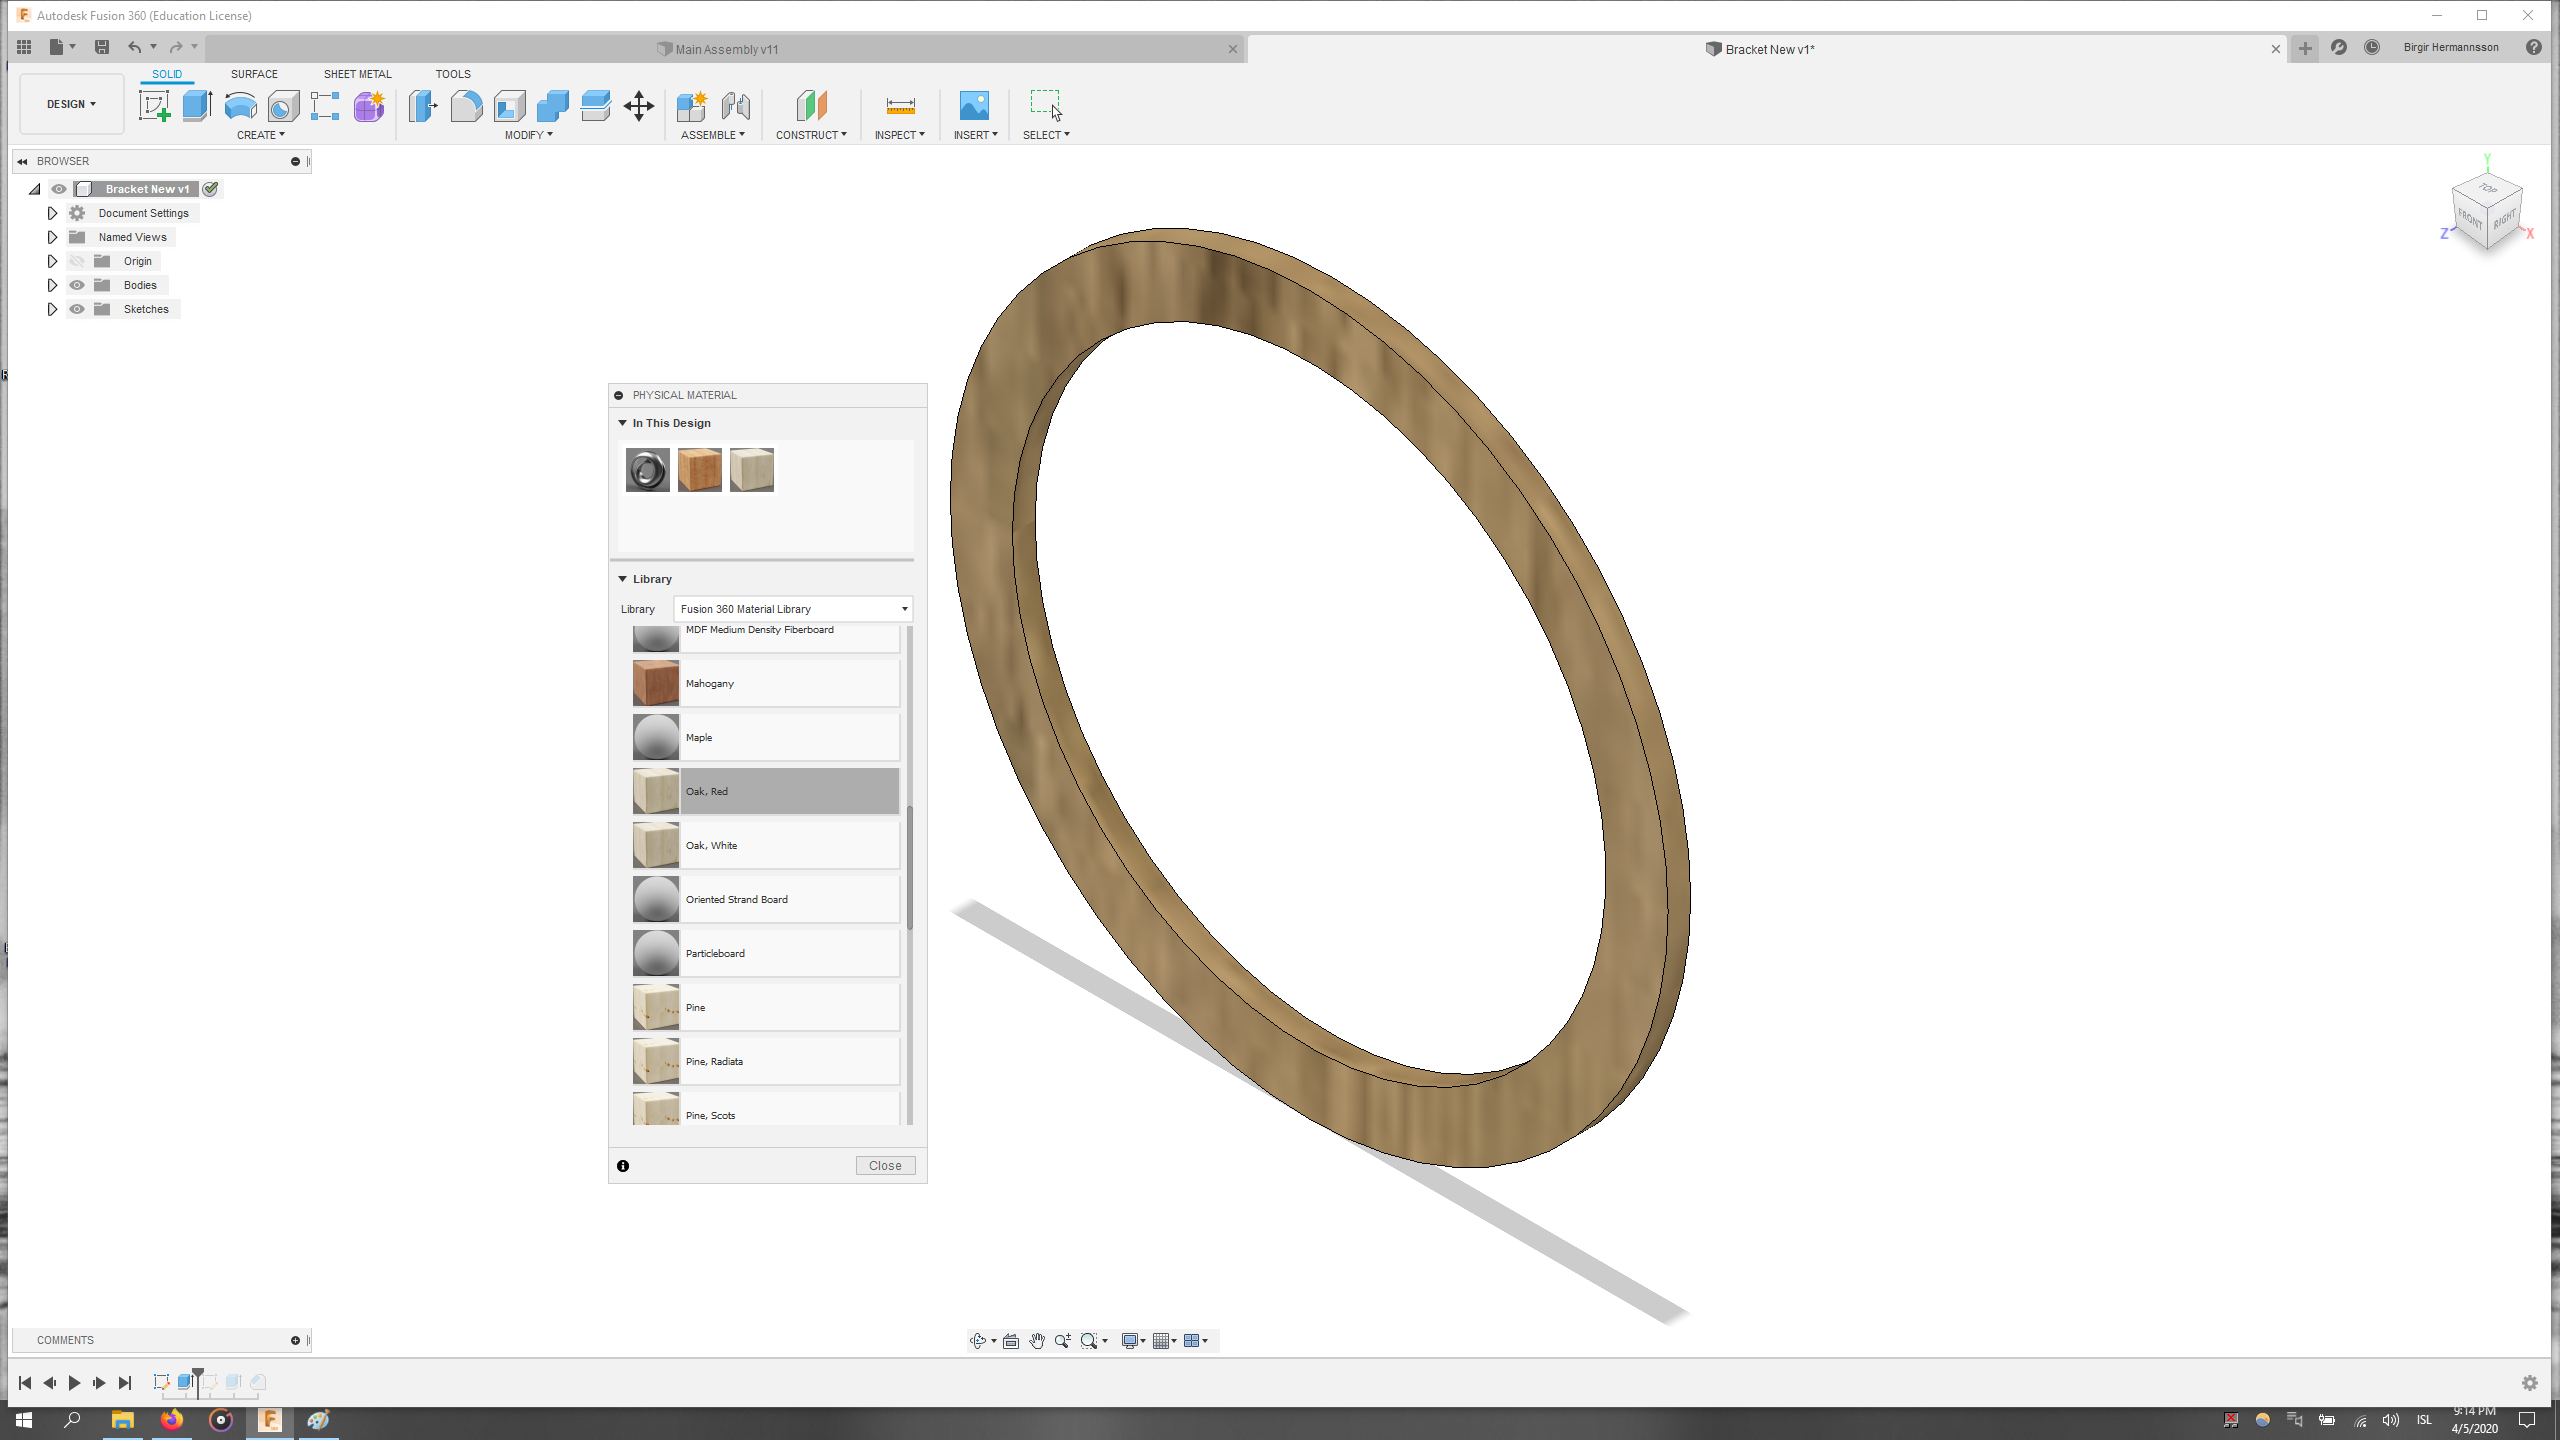 Autodesk Fusion 360 (Education License)
Main Assembly v11
Bracket New v1*
Birgir Hermannsson
DESIGN
SOLID
SURFACE
SHEET METAL
TOOLS
CREATE
MODIFY
ASSEMBLE
CONSTRUCT
INSPECT
INSERT
SELECT
BROWSER
Bracket New v1
Document Settings
Named Views
Origin
Bodies
Sketches
Y
TOP
FRONT
RIGHT
Z
X
PHYSICAL MATERIAL
In This Design
Library
Library
Fusion 360 Material Library
MDF Medium Density Fiberboard
Mahogany
Maple
Oak, Red
Oak, White
Oriented Strand Board
Particleboard
Pine
Pine, Radiata
Pine, Scots
Close
COMMENTS
ISL
9:14 PM
4/5/2020